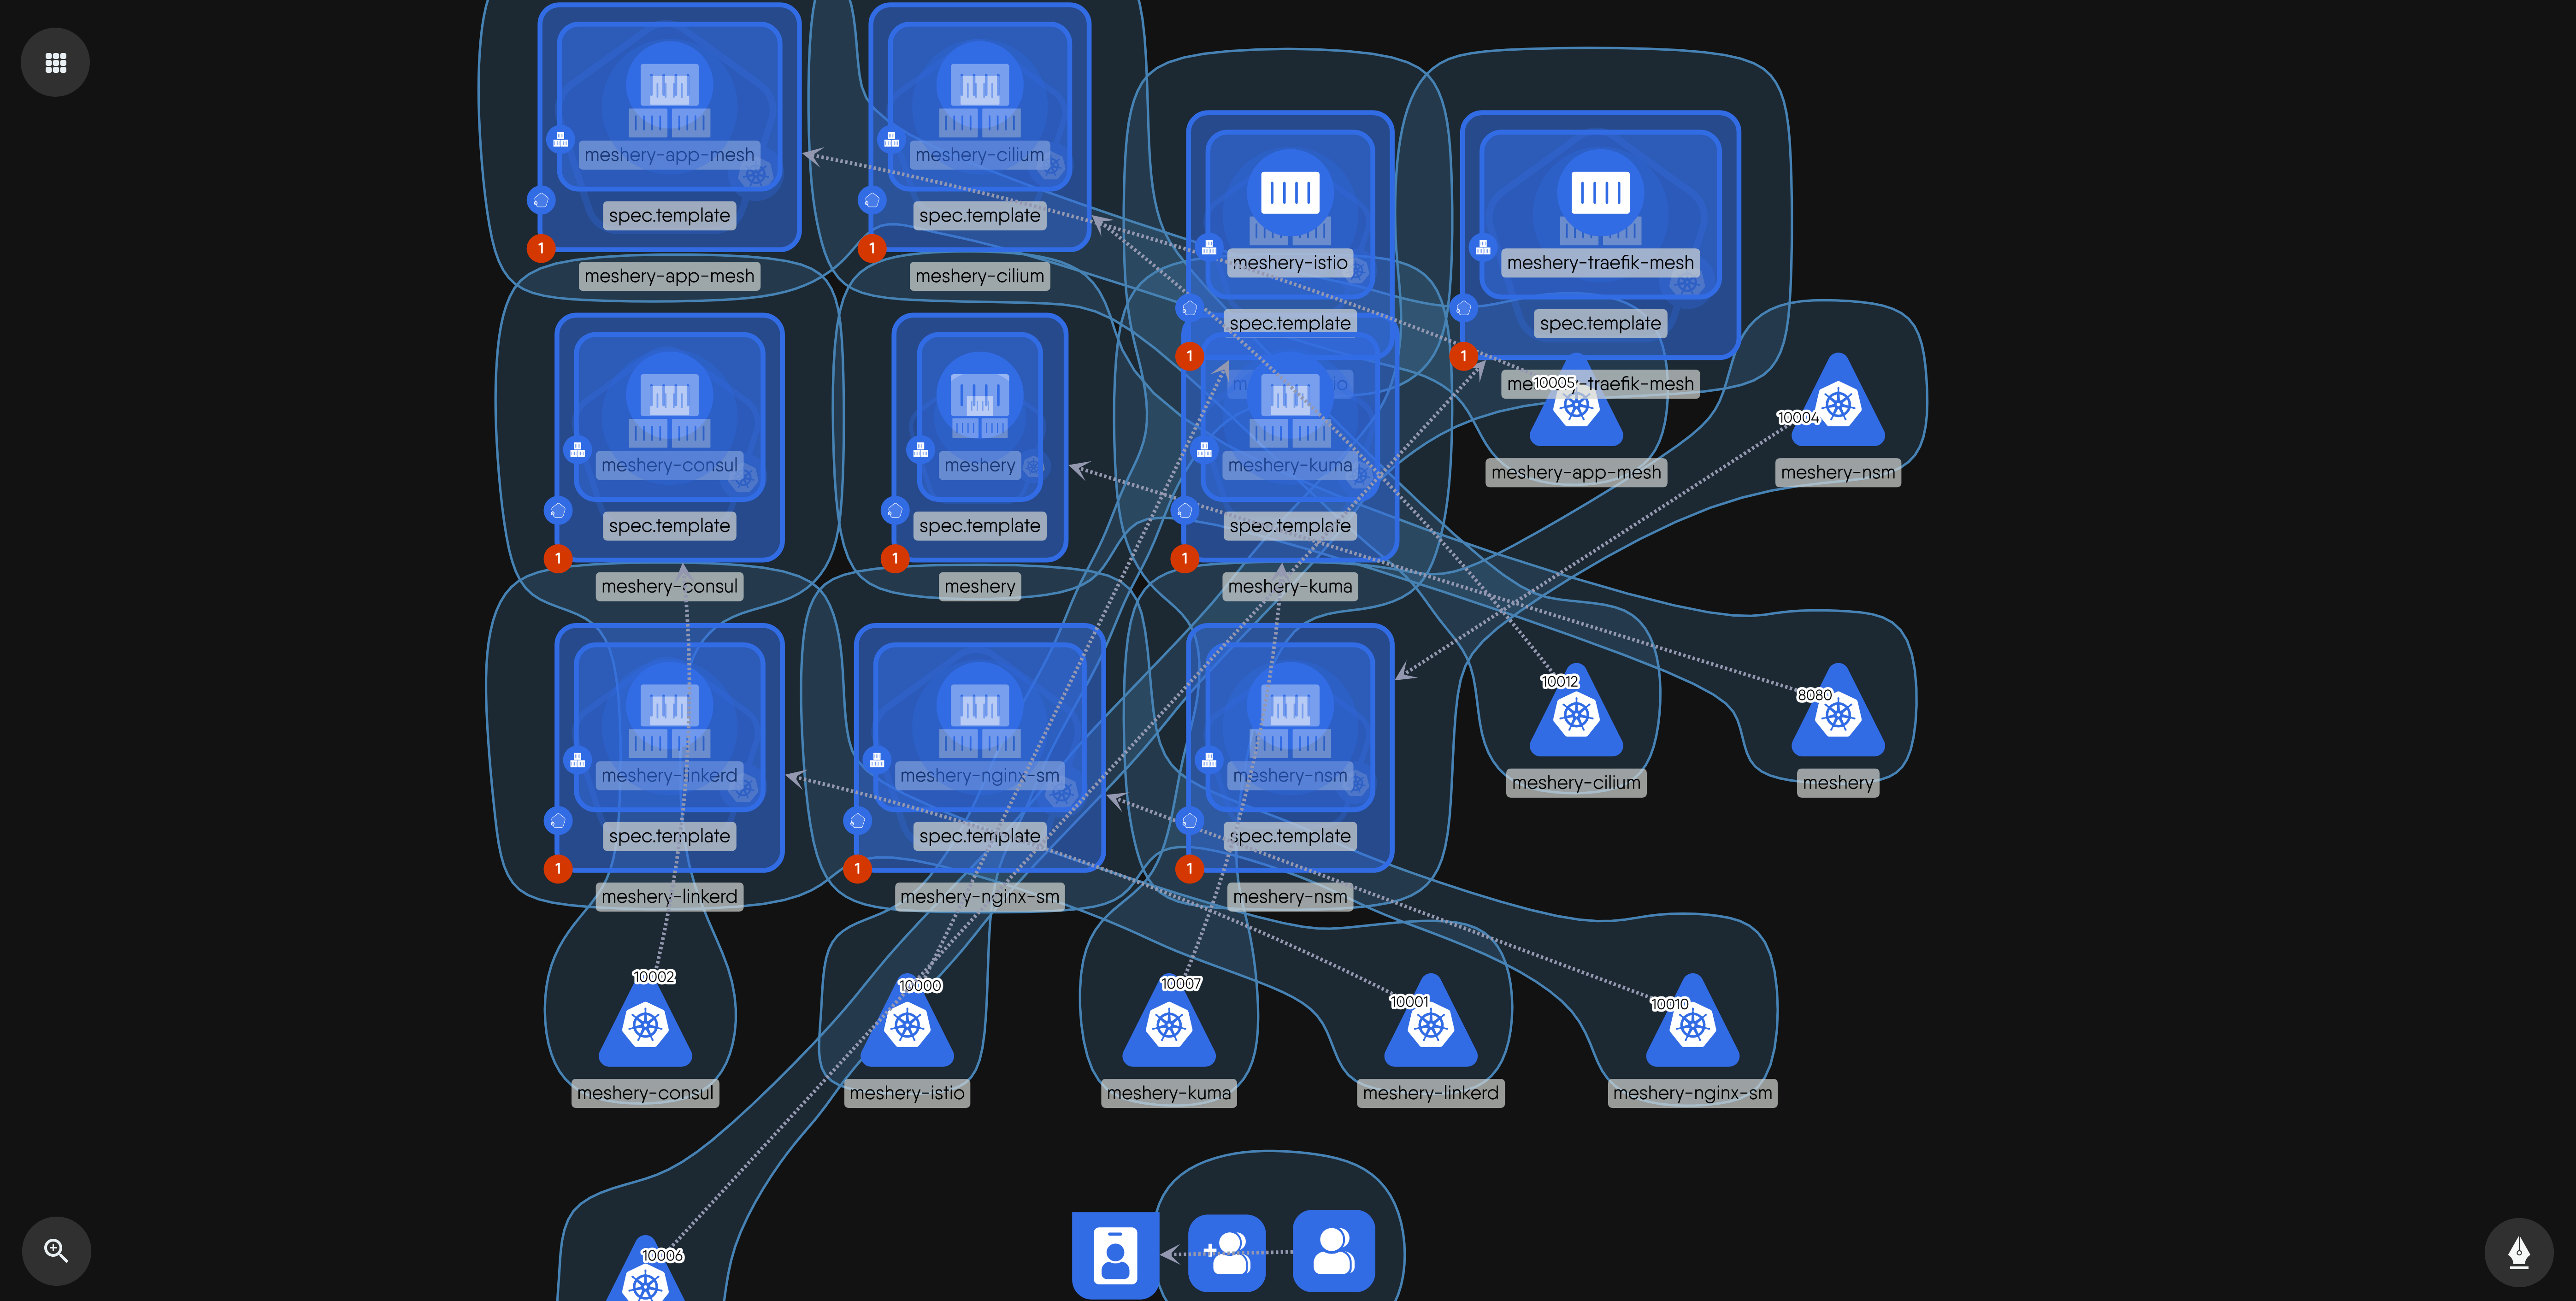 meshery-app-mesh
spec.template
1
meshery-app-mesh
meshery-cilium
spec.template
1
meshery-cilium
meshery-istio
spec.template
1
meshery-traefik-mesh
spec.template
1
10005
meshery-app-mesh
10004
meshery-nsm
meshery-consul
spec.template
1
meshery-consul
meshery
spec.template
1
meshery
meshery-kuma
spec.template
1
meshery-kuma
10012
meshery-cilium
8080
meshery
meshery-linkerd
spec.template
1
meshery-linkerd
meshery-nginx-sm
spec.template
1
meshery-nginx-sm
meshery-nsm
spec.template
1
meshery-nsm
10002
meshery-consul
10000
meshery-istio
10007
meshery-kuma
10001
meshery-linkerd
10010
meshery-nginx-sm
10006